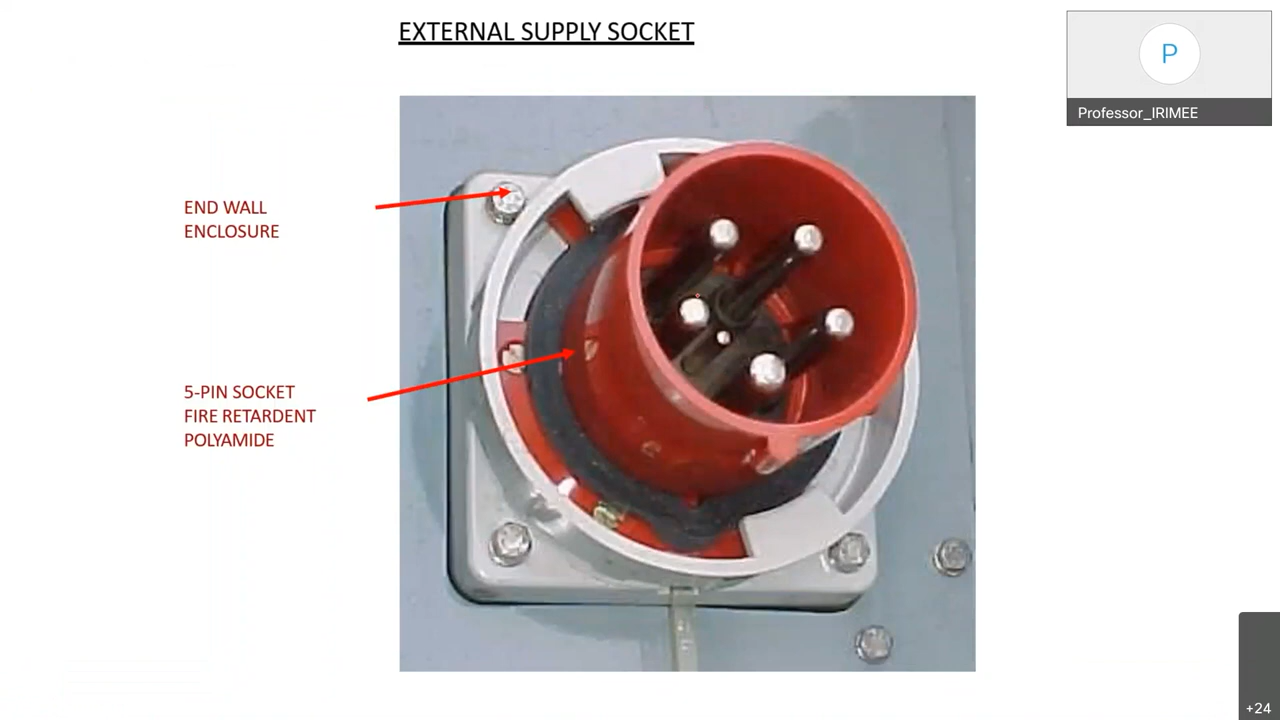 EXTERNAL SUPPLY SOCKET
P
Professor_IRIMEE
END WALL
ENCLOSURE
5-PIN SOCKET
FIRE RETARDENT
POLYAMIDE
+24